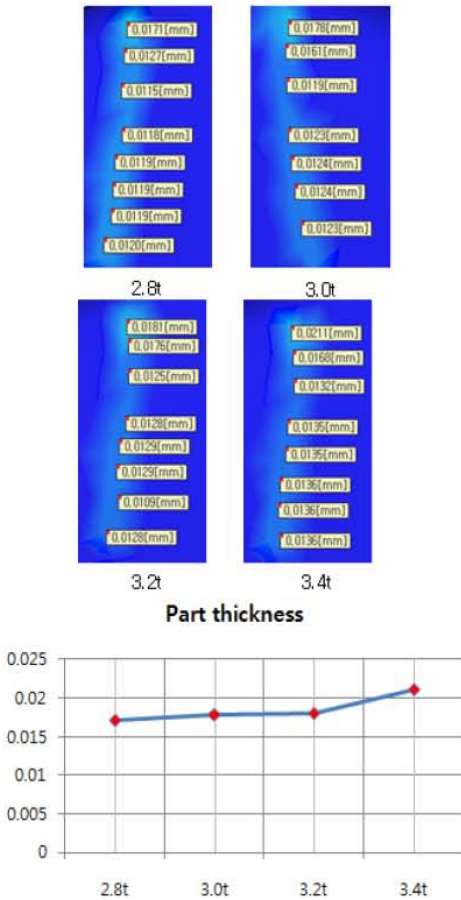 0,0171[mm]
0,0127[mm]
0,0115[mm]
0,0118[mm]
0,0119[mm]
0,0119[mm]
0,0119[mm]
0,0120[mm]
2.8t
0,0178[mm]
0,0161[mm]
0,0119[mm]
0,0123[mm]
0,0124[mm]
0,0124[mm]
0,0123[mm]
3.0t
0,0181[mm]
0,0176[mm]
0,0125[mm]
0,0128[mm]
0,0129[mm]
0,0129[mm]
0,0109[mm]
0,0128[mm]
3.2t
0,0211[mm]
0,0168[mm]
0,0132[mm]
0,0135[mm]
0,0135[mm]
0,0136[mm]
0,0136[mm]
0,0136[mm]
3.4t
Part thickness
0.025
0.02
0.015
0.01
0.005
0
2.8t 3.0t 3.2t 3.4t